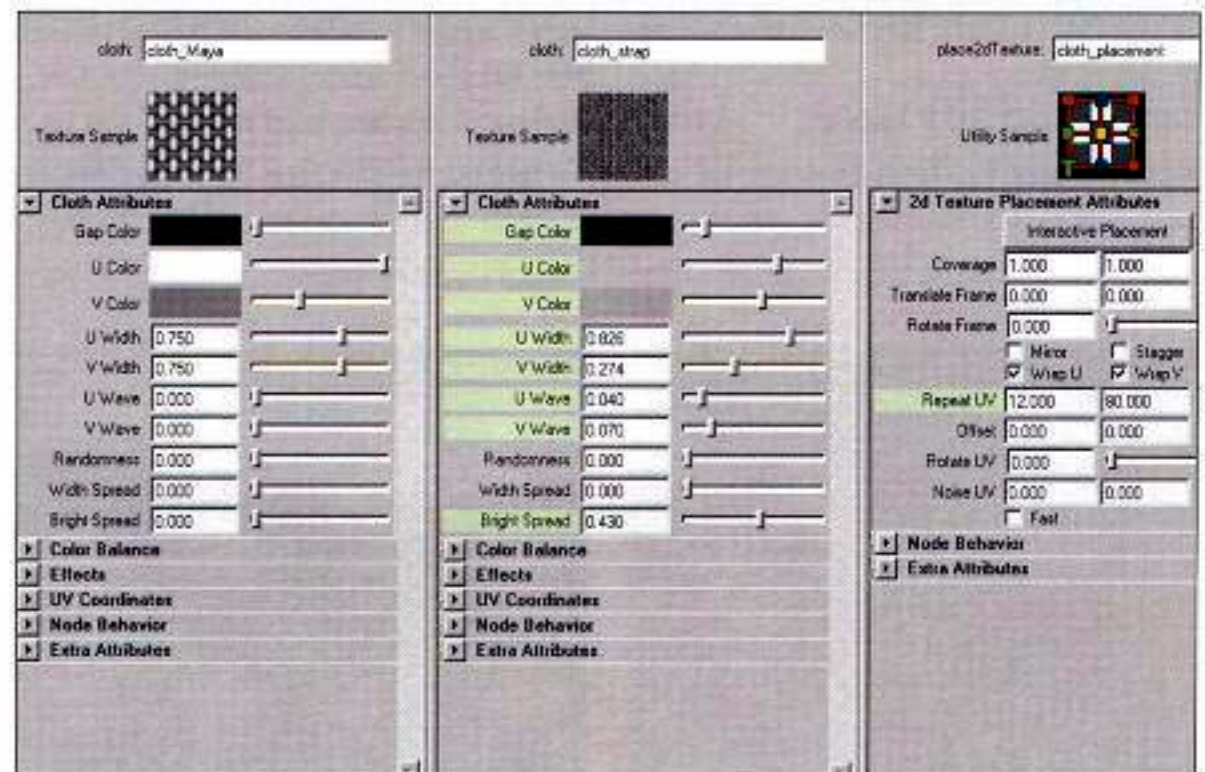 cloth: cloth_Maya
Texture Sample
Cloth Attributes
Gap Color
U Color
V Color
U Width 0.750
V Width 0.750
U Wave 0.000
V Wave 0.000
Randomness 0.000
Width Spread 0.000
Bright Spread 0.000
Color Balance
Effects
UV Coordinates
Node Behavior
Extra Attributes
cloth: cloth_strap
Texture Sample
Cloth Attributes
Gap Color
U Color
V Color
U Width 0.826
V Width 0.274
U Wave 0.040
V Wave 0.070
Randomness 0.000
Width Spread 0.000
Bright Spread 0.430
Color Balance
Effects
UV Coordinates
Node Behavior
Extra Attributes
place2dTexture: cloth_placement
Utility Sample
2d Texture Placement Attributes
Interactive Placement
Coverage 1.000 1.000
Translate Frame 0.000 0.000
Rotate Frame 0.000
Mirror Stagger
Wrap U Wrap V
Repeat UV 12.000 90.000
Offset 0.000 0.000
Rotate UV 0.000
Noise UV 0.000 0.000
Fast
Node Behavior
Extra Attributes